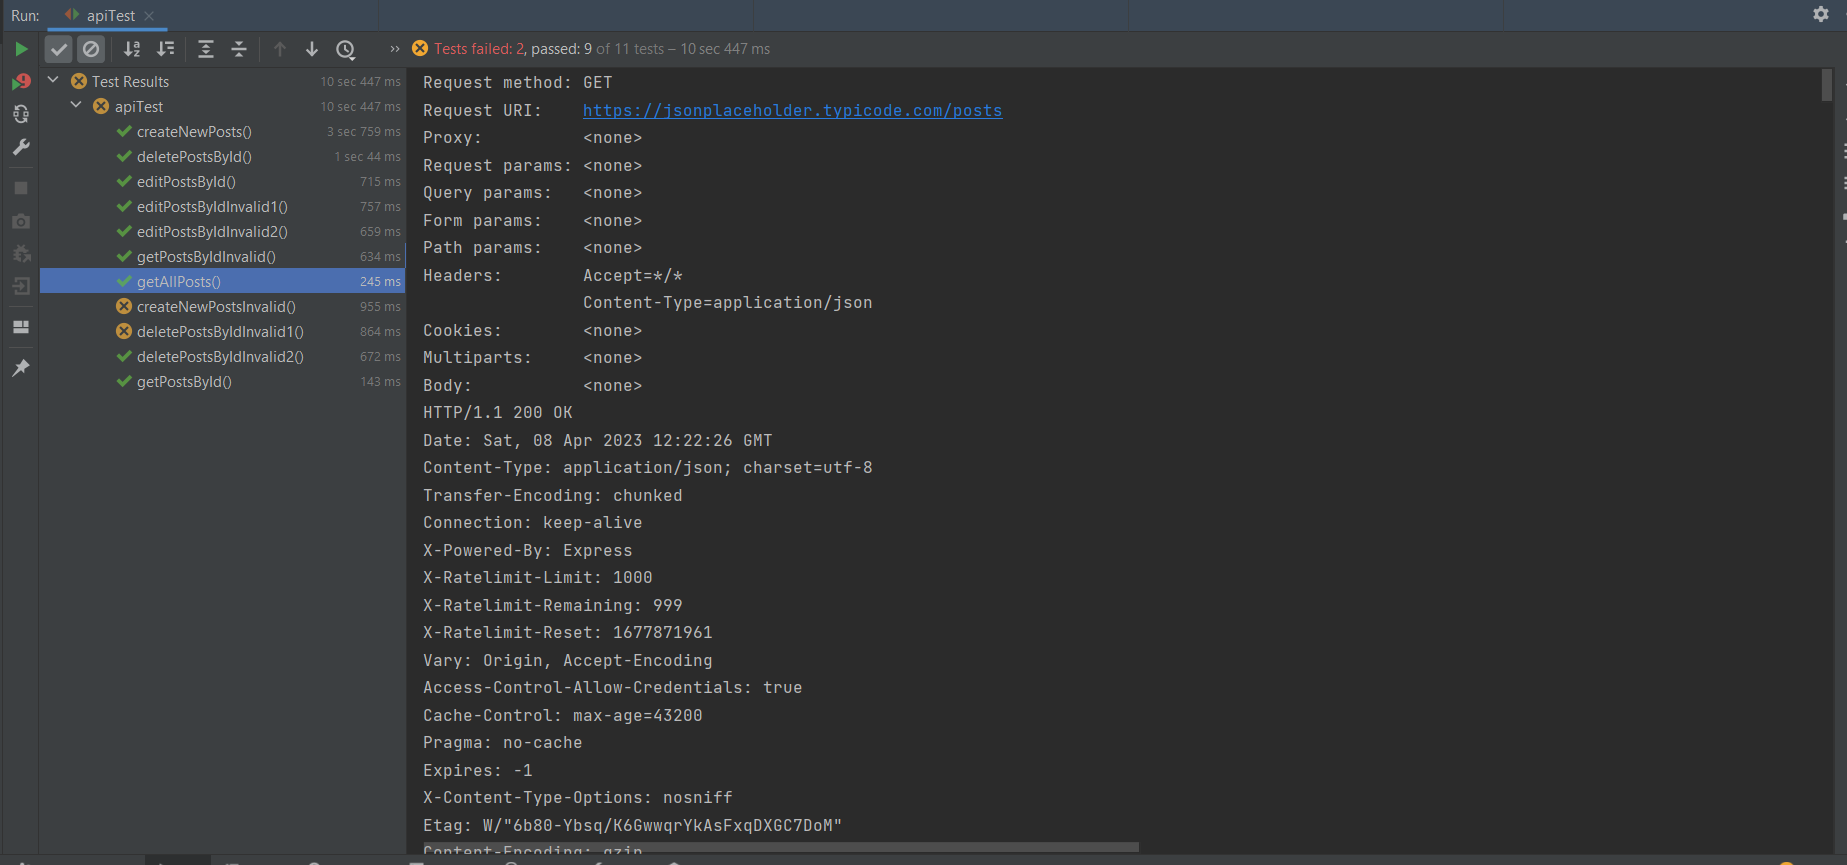 Run: apiTest
Tests failed: 2, passed: 9 of 11 tests – 10 sec 447 ms
Test Results 10 sec 447 ms
apiTest 10 sec 447 ms
createNewPosts() 3 sec 759 ms
deletePostsById() 1 sec 44 ms
editPostsById() 715 ms
editPostsByIdInvalid1() 757 ms
editPostsByIdInvalid2() 659 ms
getPostsByIdInvalid() 634 ms
getAllPosts() 245 ms
createNewPostsInvalid() 955 ms
deletePostsByIdInvalid1() 864 ms
deletePostsByIdInvalid2() 672 ms
getPostsById() 143 ms
Request method: GET
Request URI: https://jsonplaceholder.typicode.com/posts
Proxy: <none>
Request params: <none>
Query params: <none>
Form params: <none>
Path params: <none>
Headers: Accept=*/*
Content-Type=application/json
Cookies: <none>
Multiparts: <none>
Body: <none>
HTTP/1.1 200 OK
Date: Sat, 08 Apr 2023 12:22:26 GMT
Content-Type: application/json; charset=utf-8
Transfer-Encoding: chunked
Connection: keep-alive
X-Powered-By: Express
X-Ratelimit-Limit: 1000
X-Ratelimit-Remaining: 999
X-Ratelimit-Reset: 1677871961
Vary: Origin, Accept-Encoding
Access-Control-Allow-Credentials: true
Cache-Control: max-age=43200
Pragma: no-cache
Expires: -1
X-Content-Type-Options: nosniff
Etag: W/"6b80-Ybsq/K6GwwqrYkAsFxqDXGC7DoM"
Content-Encoding: gzip